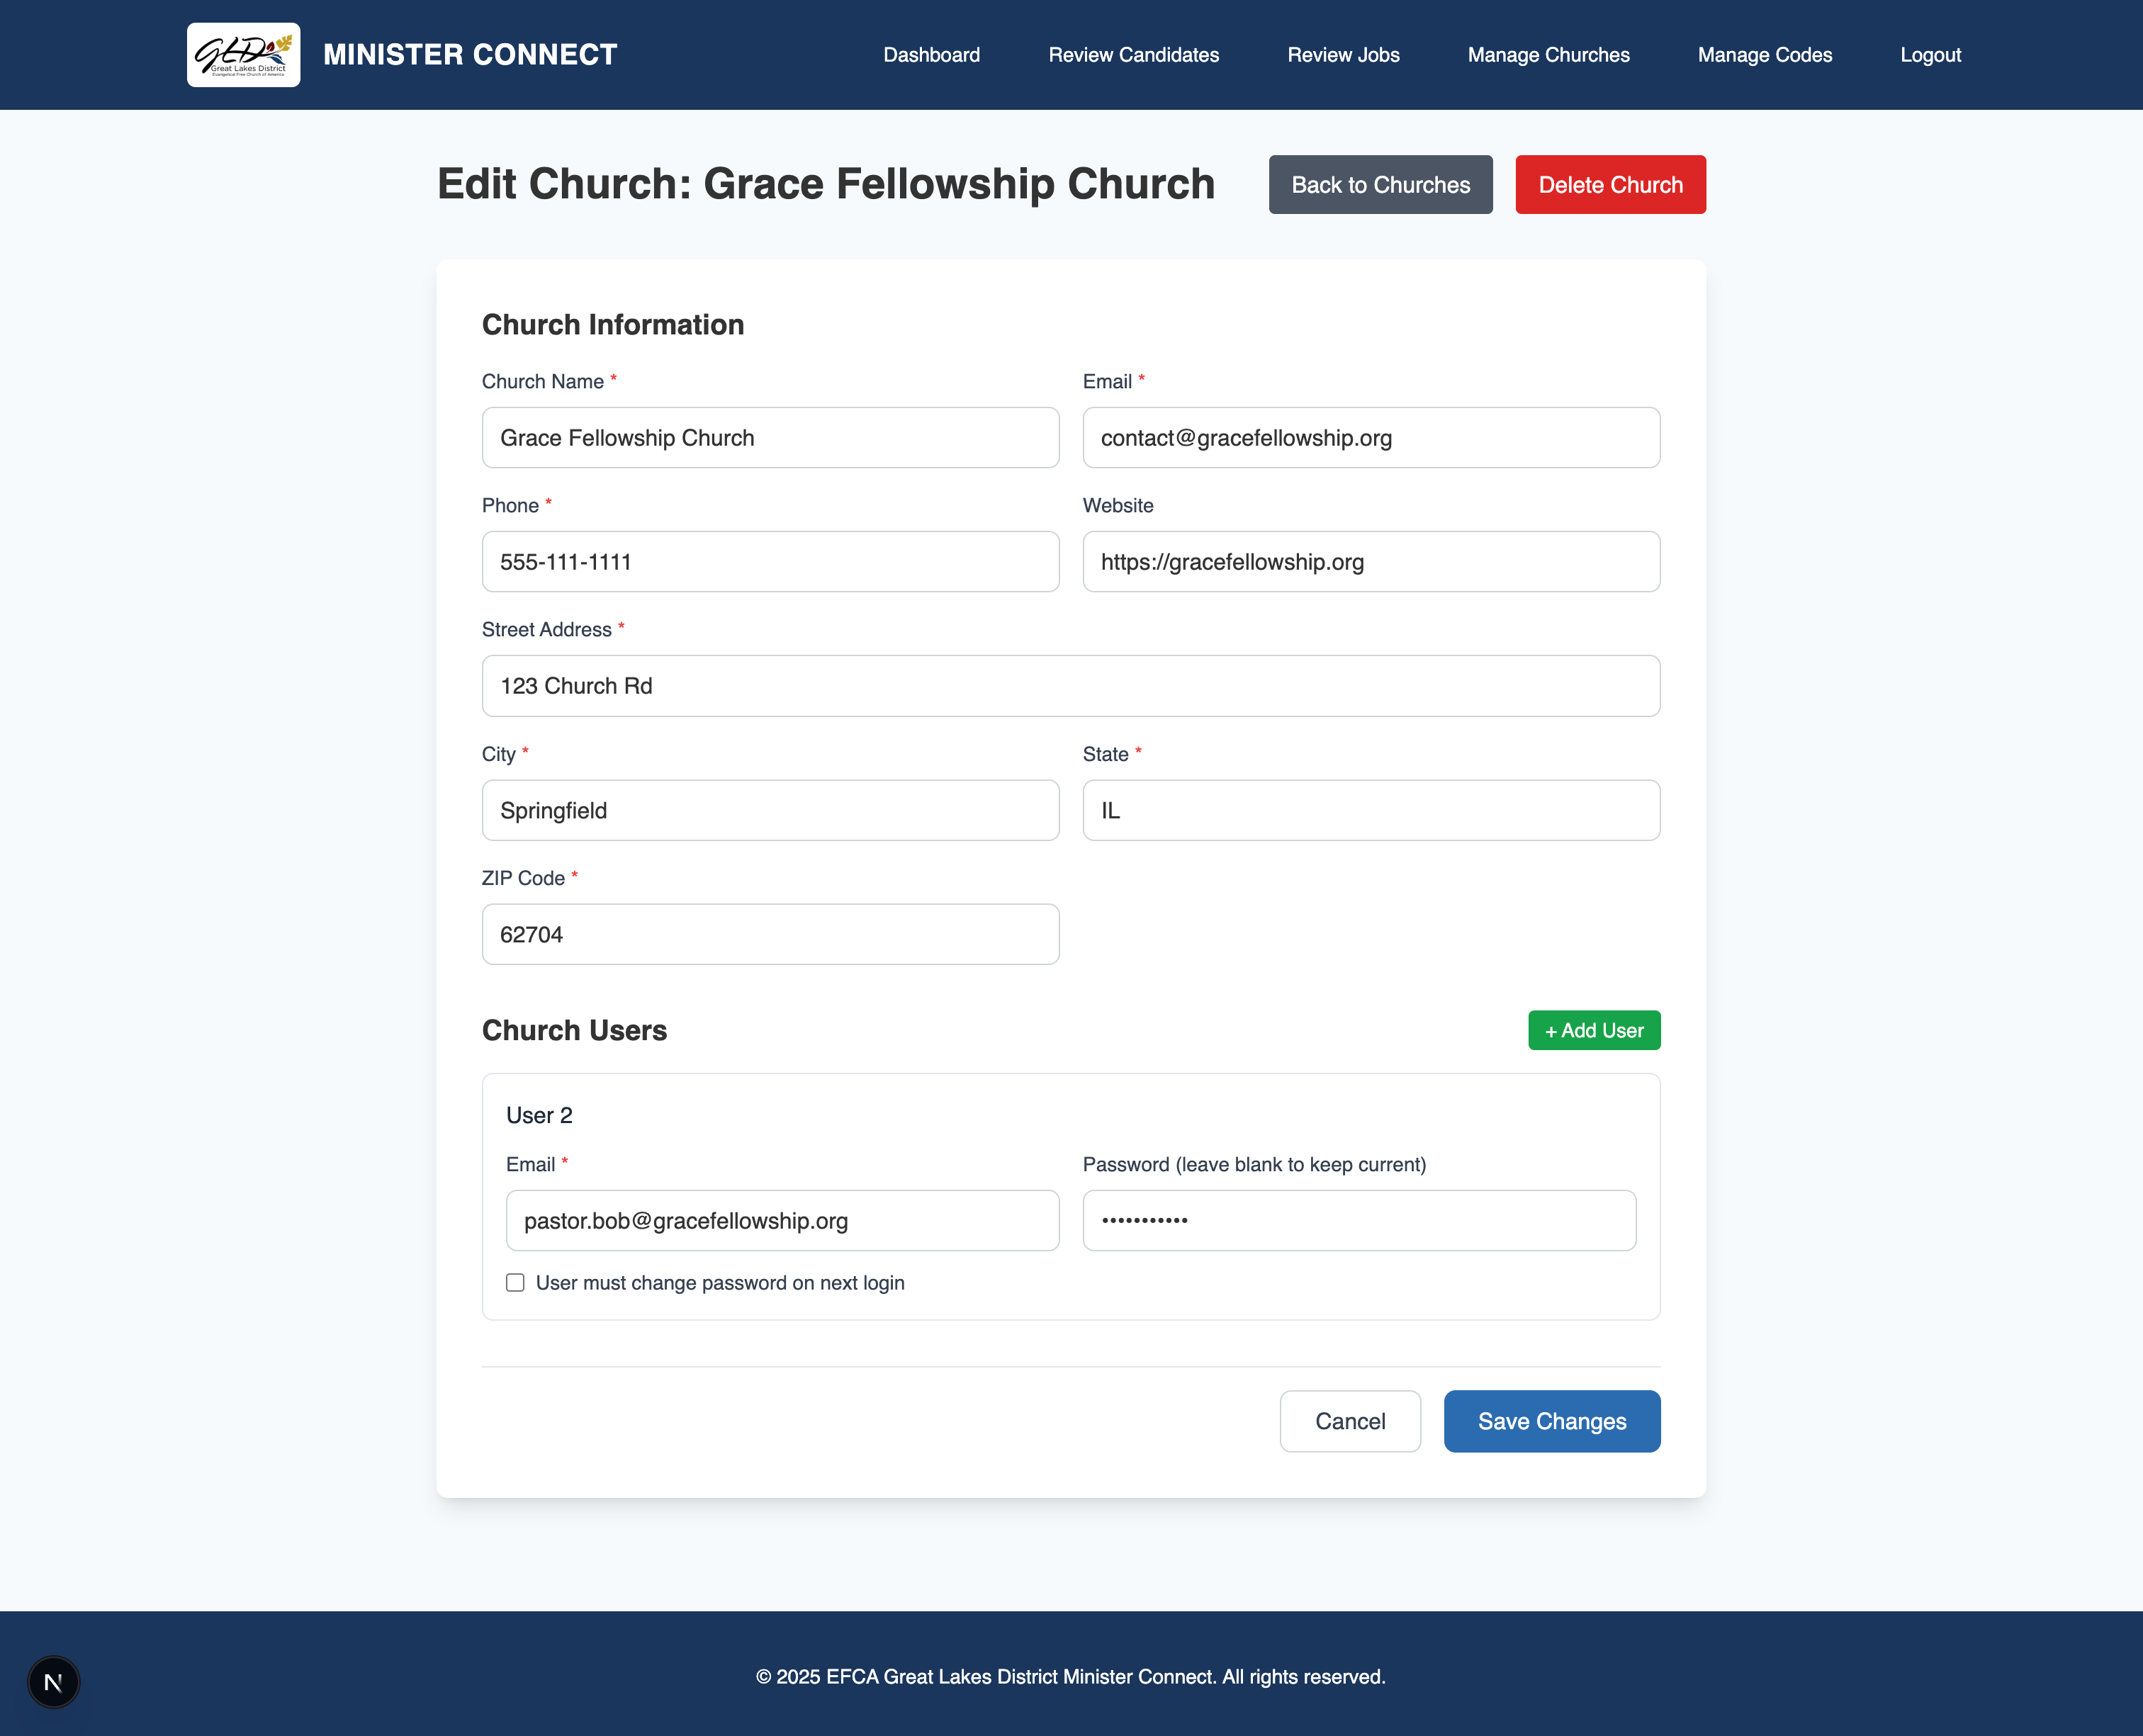 GLD
Great Lakes District
Evangelical Free Church of America
MINISTER CONNECT
Dashboard
Review Candidates
Review Jobs
Manage Churches
Manage Codes
Logout
Edit Church: Grace Fellowship Church
Back to Churches
Delete Church
Church Information
Church Name *
Email *
Grace Fellowship Church
contact@gracefellowship.org
Phone *
Website
555-111-1111
https://gracefellowship.org
Street Address *
123 Church Rd
City *
State *
Springfield
IL
ZIP Code *
62704
Church Users
+ Add User
User 2
Email *
Password (leave blank to keep current)
pastor.bob@gracefellowship.org
•••••••••••
User must change password on next login
Cancel
Save Changes
N
© 2025 EFCA Great Lakes District Minister Connect. All rights reserved.